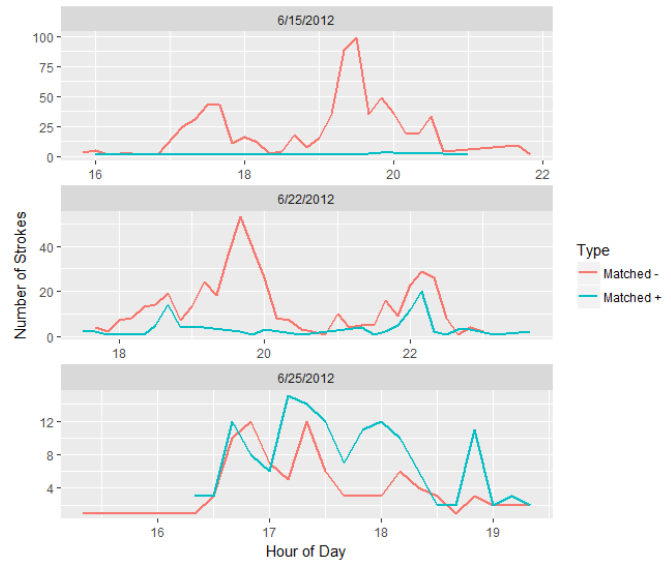 6/15/2012
100
75
50
25
0
16 18 20 22
6/22/2012
40
20
0
18 20 22
6/25/2012
12
8
4
16 17 18 19
Hour of Day
Number of Strokes
Type
Matched -
Matched +